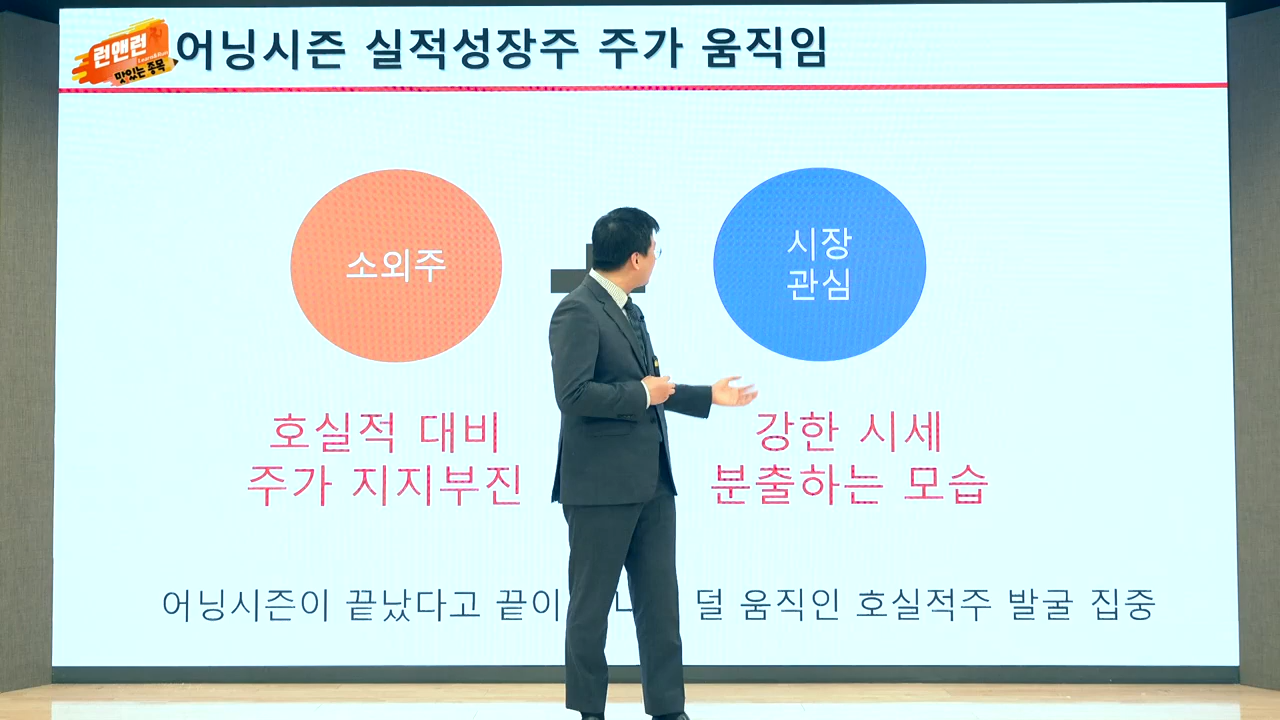 런앤런
맛있는 종목
어닝시즌 실적성장주 주가 움직임
소외주
시장
관심
호실적 대비
주가 지지부진
강한 시세
분출하는 모습
어닝시즌이 끝났다고 끝이 덜 움직인 호실적주 발굴 집중